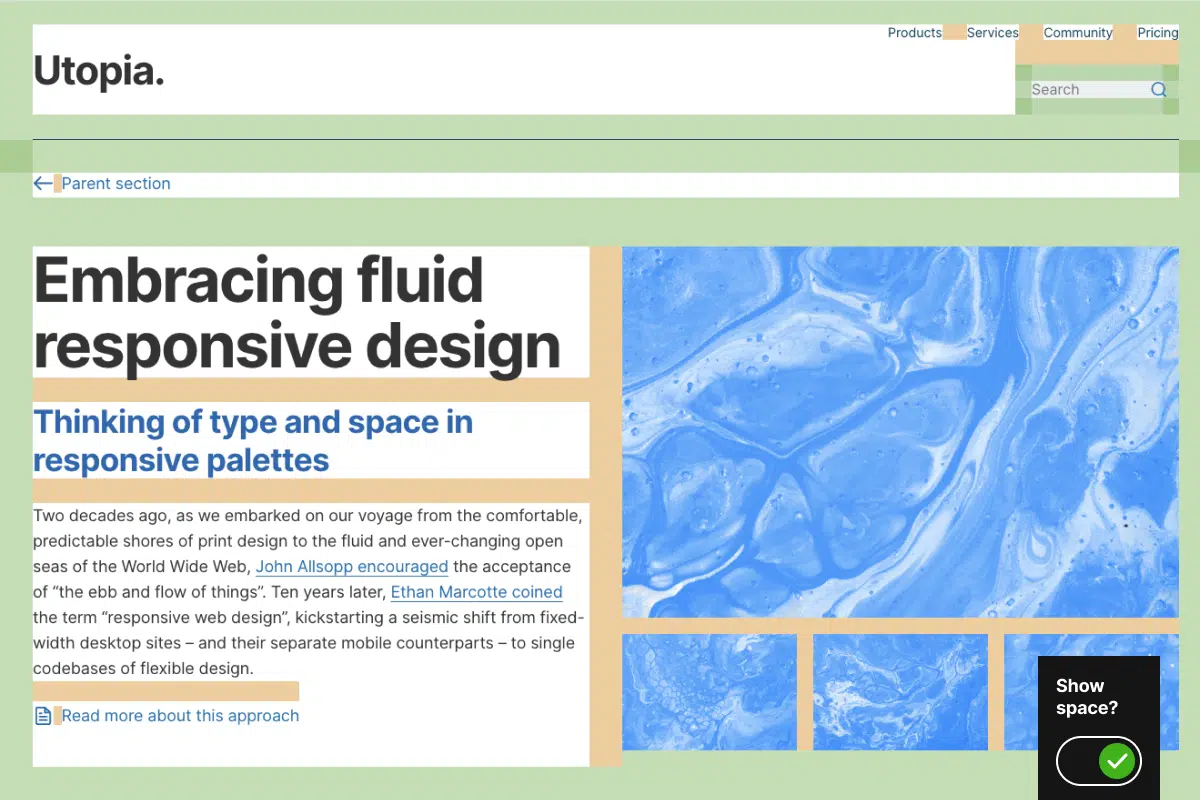 Products Services Community Pricing
Utopia.
Search
Parent section
Embracing fluid
responsive design
Thinking of type and space in
responsive palettes
Two decades ago, as we embarked on our voyage from the comfortable,
predictable shores of print design to the fluid and ever-changing open
seas of the World Wide Web, John Allsopp encouraged the acceptance
of “the ebb and flow of things”. Ten years later, Ethan Marcotte coined
the term “responsive web design”, kickstarting a seismic shift from fixed-
width desktop sites – and their separate mobile counterparts – to single
codebases of flexible design.
Read more about this approach
Show
space?